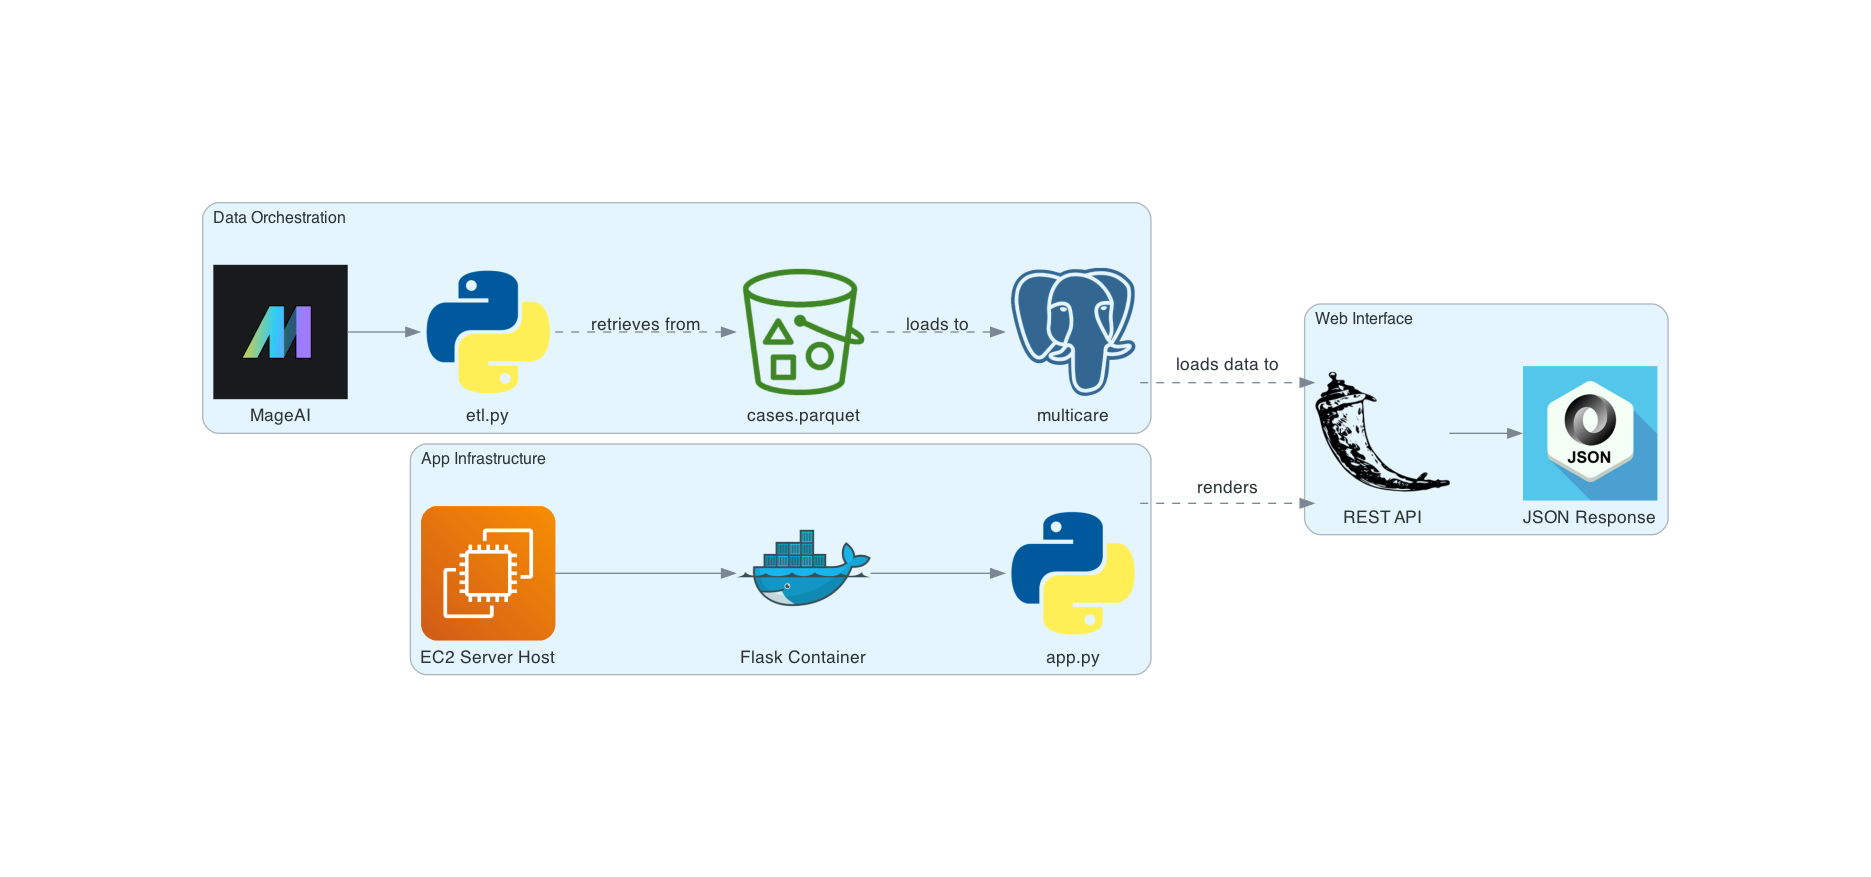 Data Orchestration
MageAI
etl.py
retrieves from
cases.parquet
loads to
multicare
loads data to
App Infrastructure
EC2 Server Host
Flask Container
app.py
renders
Web Interface
REST API
JSON
JSON Response